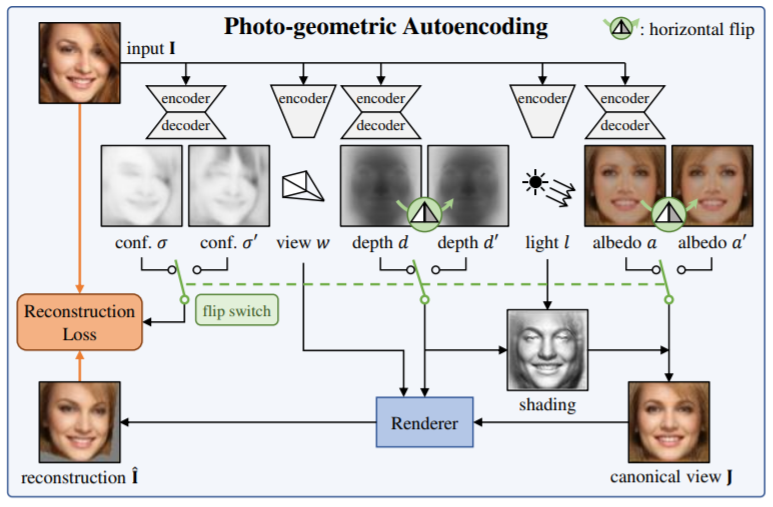 Photo-geometric Autoencoding
: horizontal flip
input I
encoder
decoder
encoder
encoder
decoder
encoder
encoder
decoder
conf. σ
conf. σ′
view w
depth d
depth d′
light l
albedo a
albedo a′
flip switch
Reconstruction
Loss
shading
Renderer
reconstruction Î
canonical view J